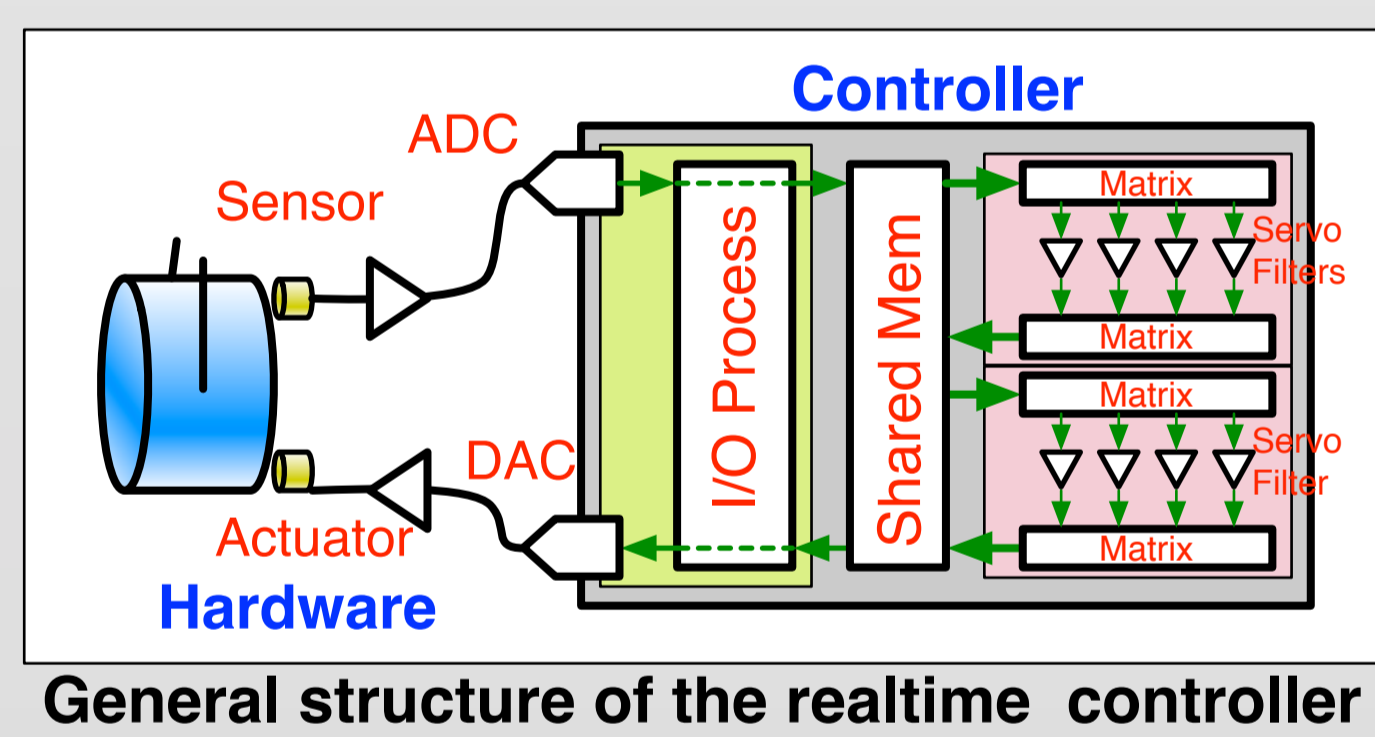 Controller
ADC
Sensor
Matrix
Servo
Filters
I/O Process
Shared Mem
Matrix
Matrix
DAC
Servo
Filter
Actuator
Matrix
Hardware
General structure of the realtime controller